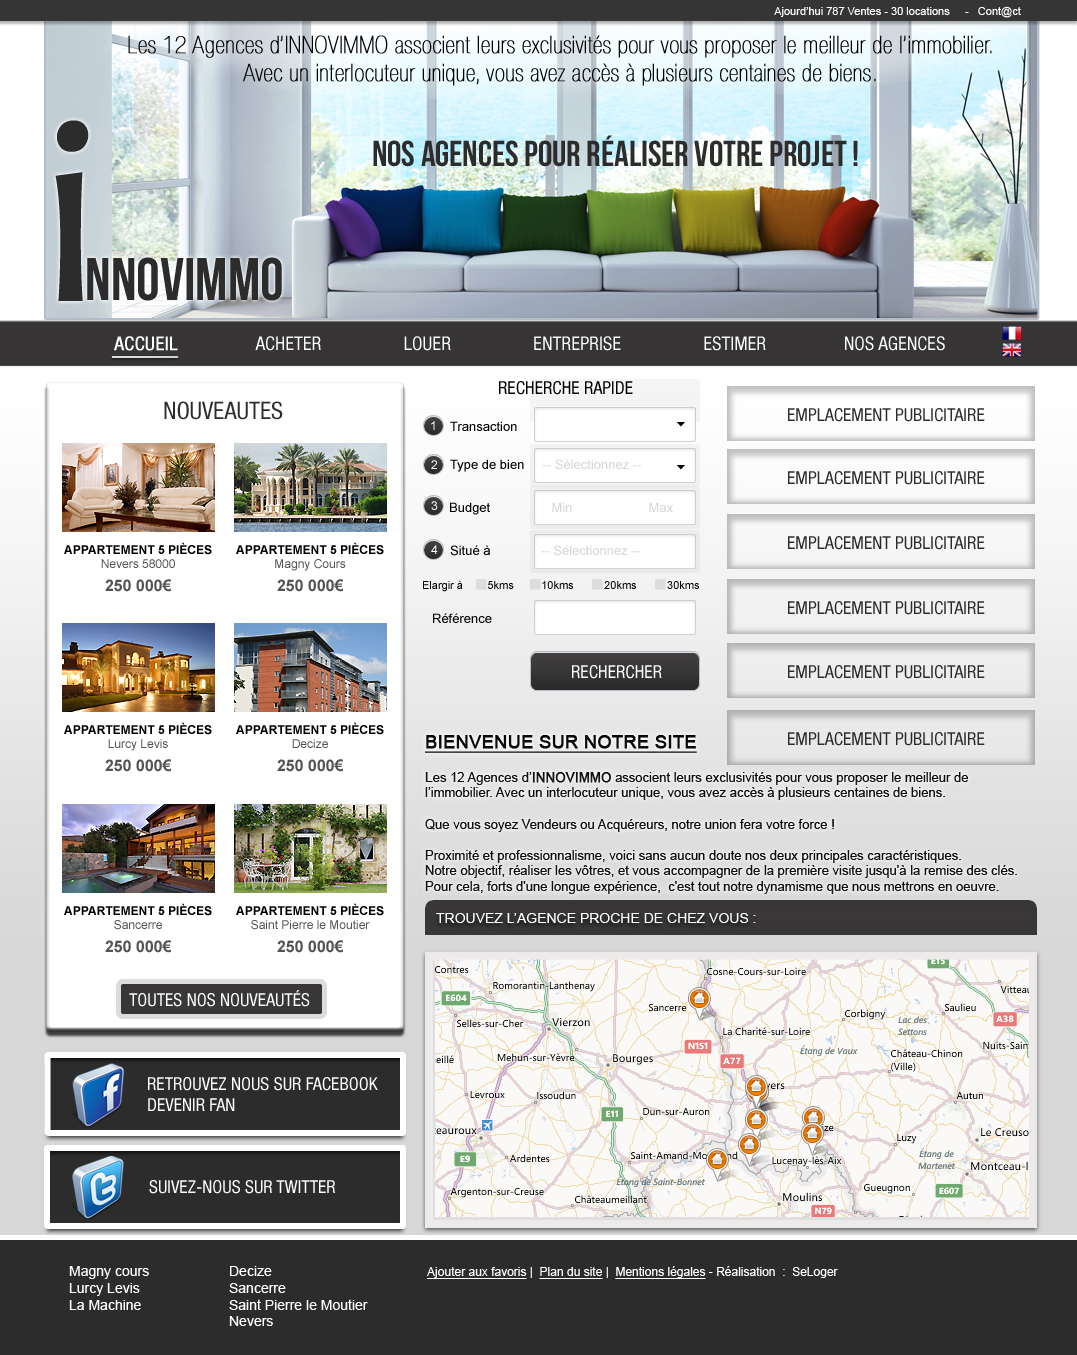 Ajourd'hui 787 Ventes - 30 locations - Cont@ct
Les 12 Agences d'INNOVIMMO associent leurs exclusivités pour vous proposer le meilleur de l'immobilier.
Avec un interlocuteur unique, vous avez accès à plusieurs centaines de biens.
NOS AGENCES POUR RÉALISER VOTRE PROJET !
iNNOVIMMO
ACCUEIL ACHETER LOUER ENTREPRISE ESTIMER NOS AGENCES
NOUVEAUTES
APPARTEMENT 5 PIÈCES
Nevers 58000
250 000€
APPARTEMENT 5 PIÈCES
Magny Cours
250 000€
APPARTEMENT 5 PIÈCES
Lurcy Levis
250 000€
APPARTEMENT 5 PIÈCES
Decize
250 000€
APPARTEMENT 5 PIÈCES
Sancerre
250 000€
APPARTEMENT 5 PIÈCES
Saint Pierre le Moutier
250 000€
TOUTES NOS NOUVEAUTÉS
RETROUVEZ NOUS SUR FACEBOOK
DEVENIR FAN
SUIVEZ-NOUS SUR TWITTER
RECHERCHE RAPIDE
1 Transaction
2 Type de bien -- Sélectionnez --
3 Budget Min Max
4 Situé à -- Sélectionnez --
Elargir à 5kms 10kms 20kms 30kms
Référence
RECHERCHER
EMPLACEMENT PUBLICITAIRE
EMPLACEMENT PUBLICITAIRE
EMPLACEMENT PUBLICITAIRE
EMPLACEMENT PUBLICITAIRE
EMPLACEMENT PUBLICITAIRE
EMPLACEMENT PUBLICITAIRE
BIENVENUE SUR NOTRE SITE
Les 12 Agences d'INNOVIMMO associent leurs exclusivités pour vous proposer le meilleur de
l'immobilier. Avec un interlocuteur unique, vous avez accès à plusieurs centaines de biens.
Que vous soyez Vendeurs ou Acquéreurs, notre union fera votre force !
Proximité et professionnalisme, voici sans aucun doute nos deux principales caractéristiques.
Notre objectif, réaliser les vôtres, et vous accompagner de la première visite jusqu'à la remise des clés.
Pour cela, forts d'une longue expérience, c'est tout notre dynamisme que nous mettrons en oeuvre.
TROUVEZ L'AGENCE PROCHE DE CHEZ VOUS :
Contres
Cosne-Cours-sur-Loire
E15
Romorantin-Lanthenay
E604
Sancerre
Corbigny
Saulieu
Vitteau
Selles-sur-Cher
Vierzon
Lac des
Settons
A38
La Charité-sur-Loire
N151
Nuits-Sain
eillé
Mehun-sur-Yèvre
Bourges
A77
Étang de Vaux
Château-Chinon
(Ville)
Levroux
Issoudun
vers
Autun
E11
Dun-sur-Auron
eauroux
ze
Luzy
Le Creuso
E9
Ardentes
Saint-Amand-Mo
nd
Lucenay-lès-Aix
Étang de
Martenet
Montceau-l
Étang de Saint-Bonnet
Argenton-sur-Creuse
Châteaumeillant
Moulins
Gueugnon
E607
N79
Magny cours
Lurcy Levis
La Machine
Decize
Sancerre
Saint Pierre le Moutier
Nevers
Ajouter aux favoris | Plan du site | Mentions légales - Réalisation : SeLoger